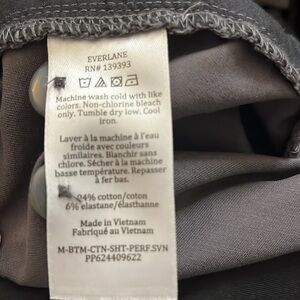 EVERLANE
RN# 139393
Machine wash cold with like
colors. Non-chlorine bleach
only. Tumble dry low. Cool
iron.
Laver à la machine à l'eau
froide avec couleurs
similaires. Blanchir sans
chlore. Sécher à la machine
basse température. Repasser
à fer bas.
94% cotton/coton
6% elastane/élasthanne
Made in Vietnam
Fabriqué au Vietnam
M-BTM-CTN-SHT-PERF.SVN
PP624409622